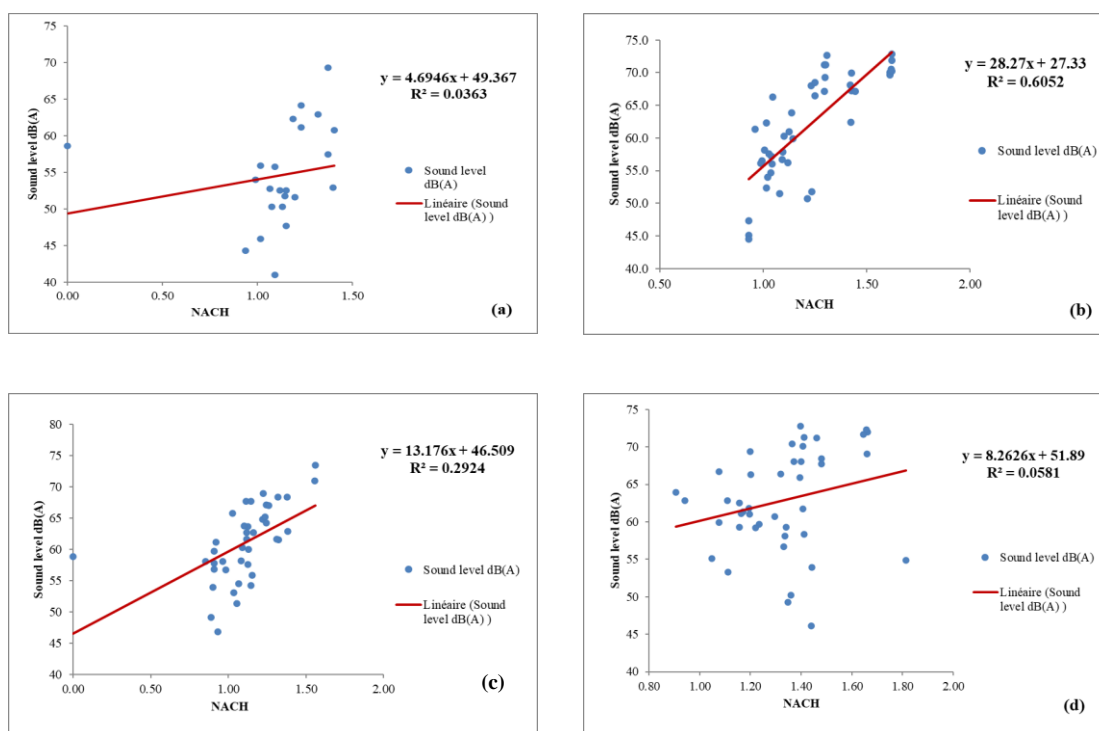 y = 4.6946x + 49.367
R² = 0.0363
Sound level dB(A)
75
70
65
60
55
50
45
40
0.00
0.50
1.00
1.50
NACH
Sound level
dB(A)
Linéaire (Sound
level dB(A) )
(a)
y = 28.27x + 27.33
R² = 0.6052
Sound level dB(A)
75.0
70.0
65.0
60.0
55.0
50.0
45.0
40.0
0.50
1.00
1.50
2.00
NACH
Sound level dB(A)
Linéaire (Sound
level dB(A) )
(b)
y = 13.176x + 46.509
R² = 0.2924
Sound level dB(A)
80
75
70
65
60
55
50
45
40
0.00
0.50
1.00
1.50
2.00
NACH
Sound level dB(A)
Linéaire (Sound
level dB(A) )
(c)
y = 8.2626x + 51.89
R² = 0.0581
Sound level dB(A)
75
70
65
60
55
50
45
40
0.80
1.00
1.20
1.40
1.60
1.80
2.00
NACH
Sound level dB(A)
Linéaire (Sound
level dB(A) )
(d)